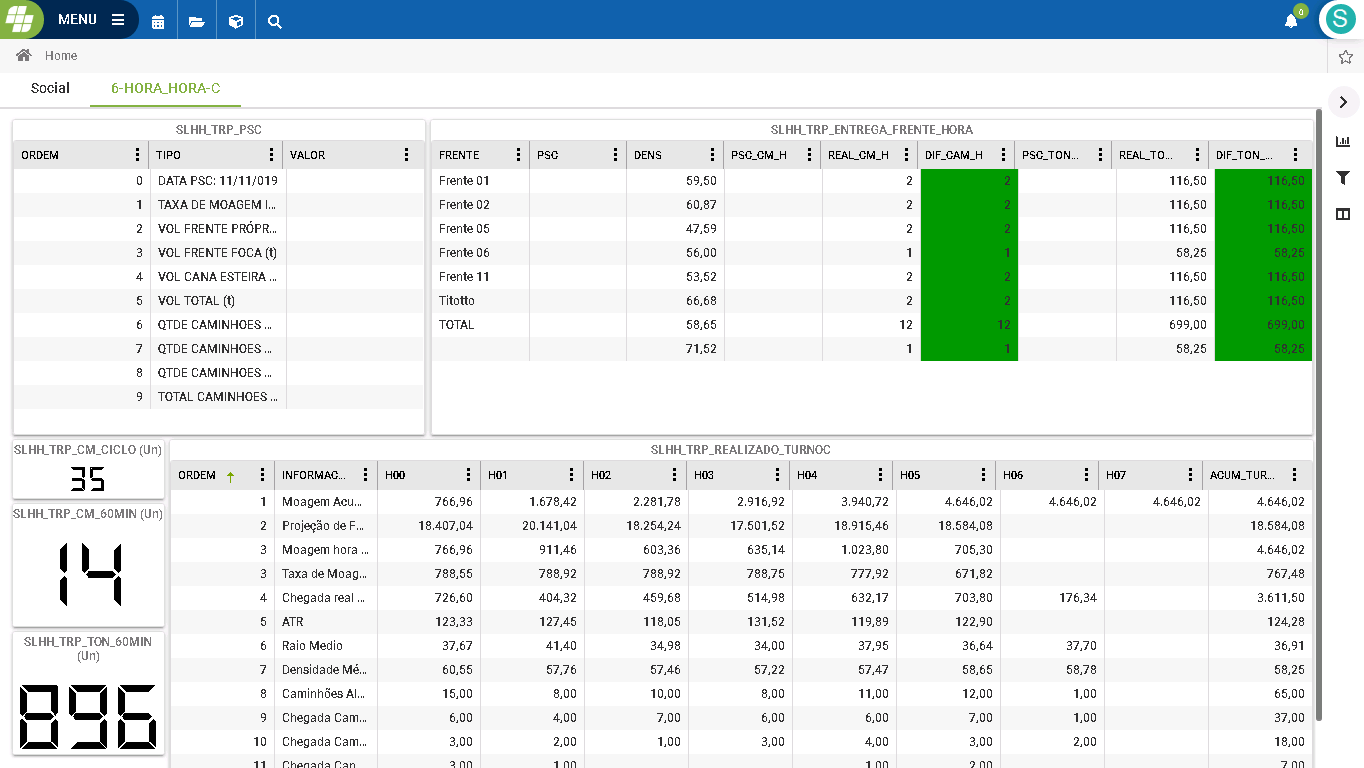 MENU
0
S
Home
Social 6-HORA_HORA-C
SLHH_TRP_PSC
ORDEM TIPO VALOR
0 DATA PSC: 11/11/019
1 TAXA DE MOAGEM I...
2 VOL FRENTE PRÓPR...
3 VOL FRENTE FOCA (t)
4 VOL CANA ESTEIRA ...
5 VOL TOTAL (t)
6 QTDE CAMINHOES ...
7 QTDE CAMINHOES ...
8 QTDE CAMINHOES ...
9 TOTAL CAMINHOES ...
SLHH_TRP_ENTREGA_FRENTE_HORA
FRENTE PSC DENS PSC_CM_H REAL_CM_H DIF_CAM_H PSC_TON... REAL_TO... DIF_TON_...
Frente 01 59,50 2 2 116,50 116,50
Frente 02 60,87 2 2 116,50 116,50
Frente 05 47,59 2 2 116,50 116,50
Frente 06 56,00 1 1 58,25 58,25
Frente 11 53,52 2 2 116,50 116,50
Titotto 66,68 2 2 116,50 116,50
TOTAL 58,65 12 12 699,00 699,00
71,52 1 1 58,25 58,25
SLHH_TRP_CM_CICLO (Un)
35
SLHH_TRP_CM_60MIN (Un)
14
SLHH_TRP_TON_60MIN
(Un)
896
SLHH_TRP_REALIZADO_TURNOC
ORDEM INFORMAC... H00 H01 H02 H03 H04 H05 H06 H07 ACUM_TUR...
1 Moagem Acu... 766,96 1.678,42 2.281,78 2.916,92 3.940,72 4.646,02 4.646,02 4.646,02 4.646,02
2 Projeção de F... 18.407,04 20.141,04 18.254,24 17.501,52 18.915,46 18.584,08 18.584,08
3 Moagem hora ... 766,96 911,46 603,36 635,14 1.023,80 705,30 4.646,02
3 Taxa de Moag... 788,55 788,92 788,92 788,75 777,92 671,82 767,48
4 Chegada real ... 726,60 404,32 459,68 514,98 632,17 703,80 176,34 3.611,50
5 ATR 123,33 127,45 118,05 131,52 119,89 122,90 124,28
6 Raio Medio 37,67 41,40 34,98 34,00 37,95 36,64 37,70 36,91
7 Densidade Mé... 60,55 57,76 57,46 57,22 57,47 58,65 58,78 58,25
8 Caminhões Al... 15,00 8,00 10,00 8,00 11,00 12,00 1,00 65,00
9 Chegada Cam... 6,00 4,00 7,00 6,00 6,00 7,00 1,00 37,00
10 Chegada Cam... 3,00 2,00 1,00 3,00 4,00 3,00 2,00 18,00
11 Chegada Can... 3,00 1,00 1,00 2,00 7,00